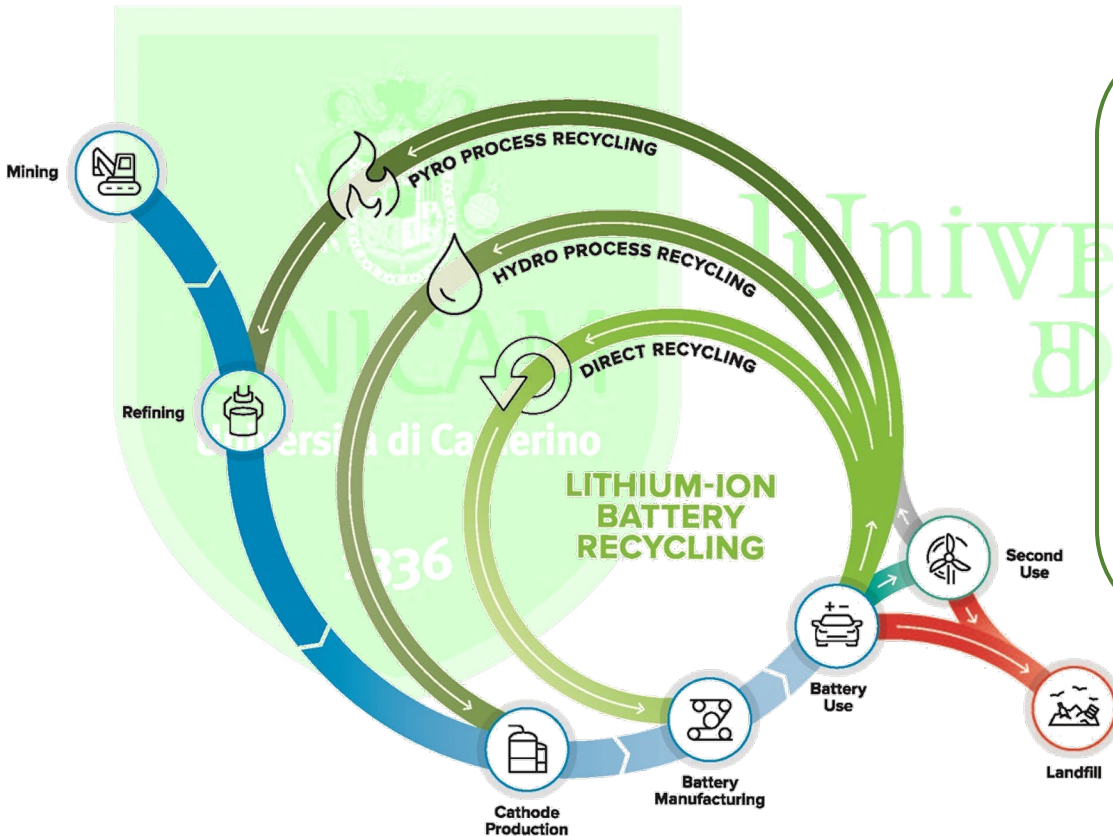 Mining
PYRO PROCESS RECYCLING
HYDRO PROCESS RECYCLING
DIRECT RECYCLING
Refining
UNICAM
Università di Camerino
1336
LITHIUM-ION
BATTERY
RECYCLING
Second
Use
Battery
Use
Landfill
Battery
Manufacturing
Cathode
Production
+ -